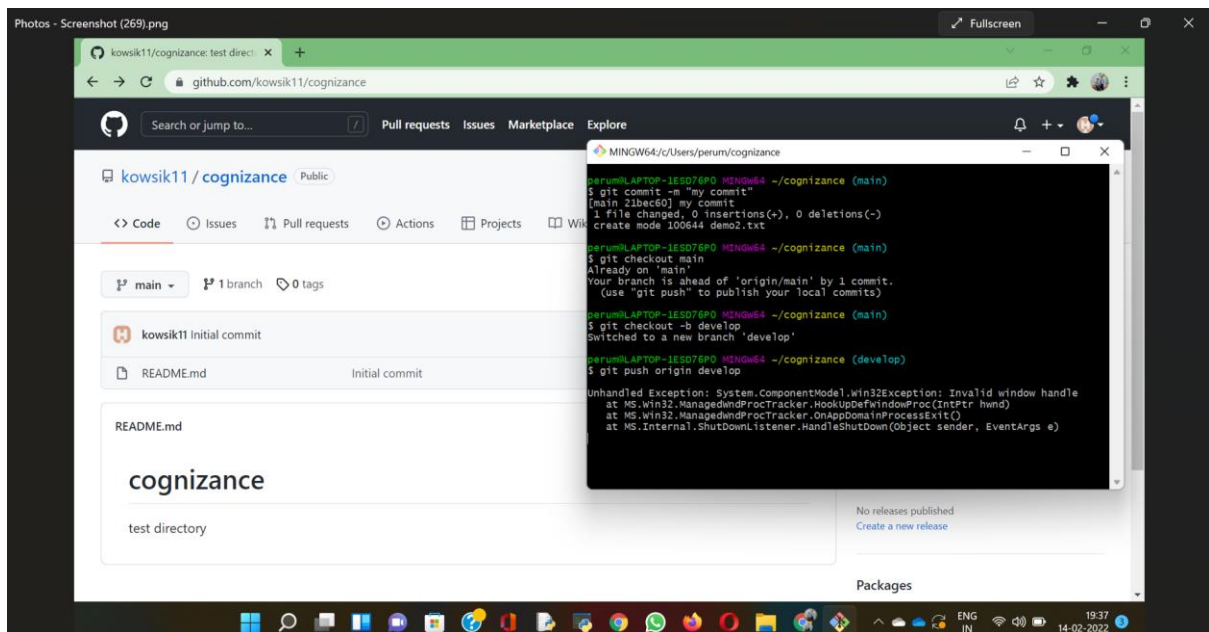 Photos - Screenshot (269).png
Fullscreen
kowsik11/cognizance: test direct
github.com/kowsik11/cognizance
Search or jump to...
/
Pull requests Issues Marketplace Explore
kowsik11 / cognizance Public
<> Code Issues Pull requests Actions Projects Wik
main 1 branch 0 tags
kowsik11 Initial commit
README.md Initial commit
README.md
cognizance
test directory
MINGW64:/c/Users/perum/cognizance
perum@LAPTOP-1ESD76P0 MINGW64 ~/cognizance (main)
$ git commit -m "my commit"
[main 21bec60] my commit
1 file changed, 0 insertions(+), 0 deletions(-)
create mode 100644 demo2.txt
perum@LAPTOP-1ESD76P0 MINGW64 ~/cognizance (main)
$ git checkout main
Already on 'main'
Your branch is ahead of 'origin/main' by 1 commit.
(use "git push" to publish your local commits)
perum@LAPTOP-1ESD76P0 MINGW64 ~/cognizance (main)
$ git checkout -b develop
Switched to a new branch 'develop'
perum@LAPTOP-1ESD76P0 MINGW64 ~/cognizance (develop)
$ git push origin develop
Unhandled Exception: System.ComponentModel.Win32Exception: Invalid window handle
at MS.Win32.ManagedWndProcTracker.HookUpDefWindowProc(IntPtr hwnd)
at MS.Win32.ManagedWndProcTracker.OnAppDomainProcessExit()
at MS.Internal.ShutDownListener.HandleShutDown(Object sender, EventArgs e)
No releases published
Create a new release
Packages
ENG
IN
19:37
14-02-2022
3